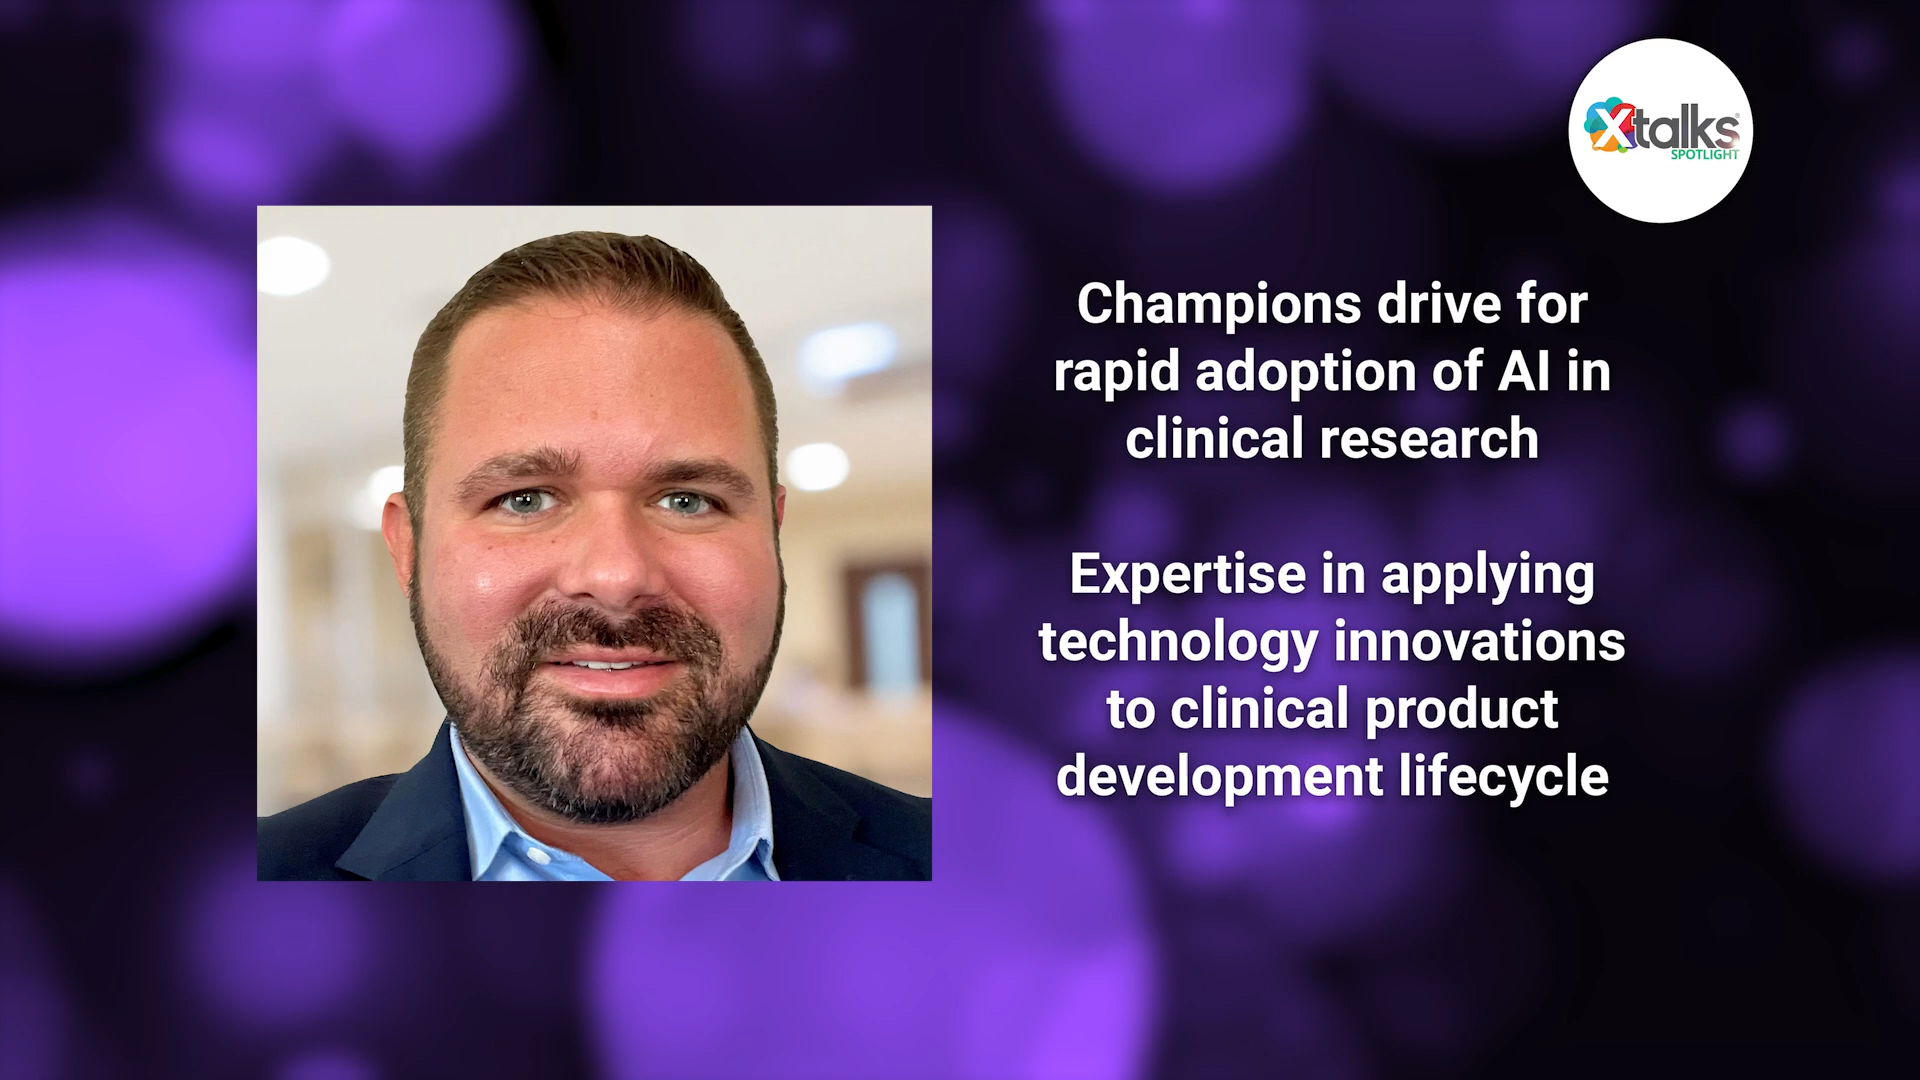 Xtalks
SPOTLIGHT
Champions drive for
rapid adoption of AI in
clinical research
Expertise in applying
technology innovations
to clinical product
development lifecycle